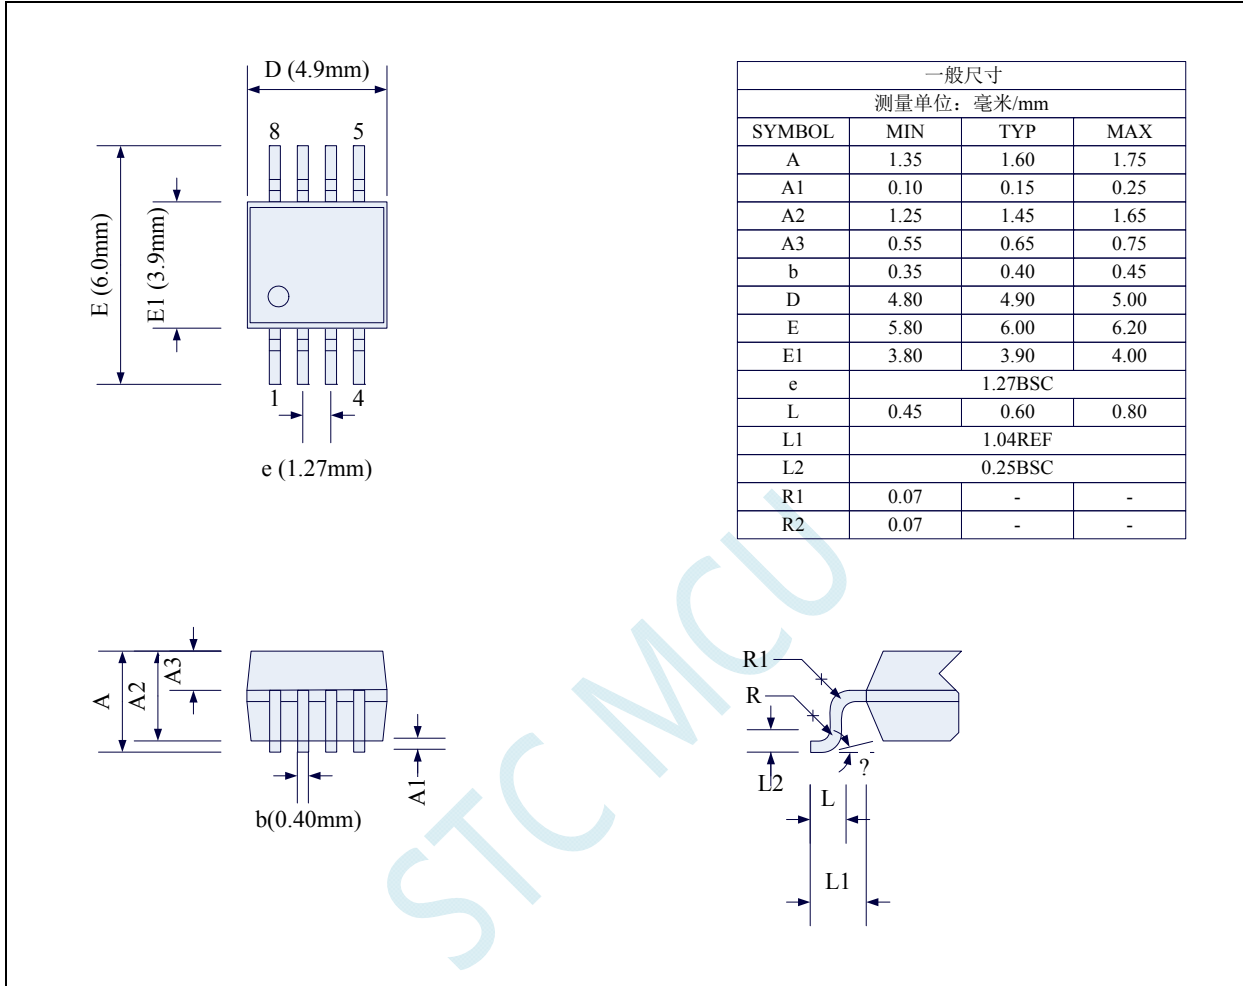 D (4.9mm)
8 5
E (6.0mm)
E1 (3.9mm)
1 4
e (1.27mm)
一般尺寸
测量单位：毫米/mm
SYMBOL MIN TYP MAX
A 1.35 1.60 1.75
A1 0.10 0.15 0.25
A2 1.25 1.45 1.65
A3 0.55 0.65 0.75
b 0.35 0.40 0.45
D 4.80 4.90 5.00
E 5.80 6.00 6.20
E1 3.80 3.90 4.00
e 1.27BSC
L 0.45 0.60 0.80
L1 1.04REF
L2 0.25BSC
R1 0.07 - -
R2 0.07 - -
A
A2
A3
A1
b(0.40mm)
R1
R
L2
?
L
L1
STC MCU